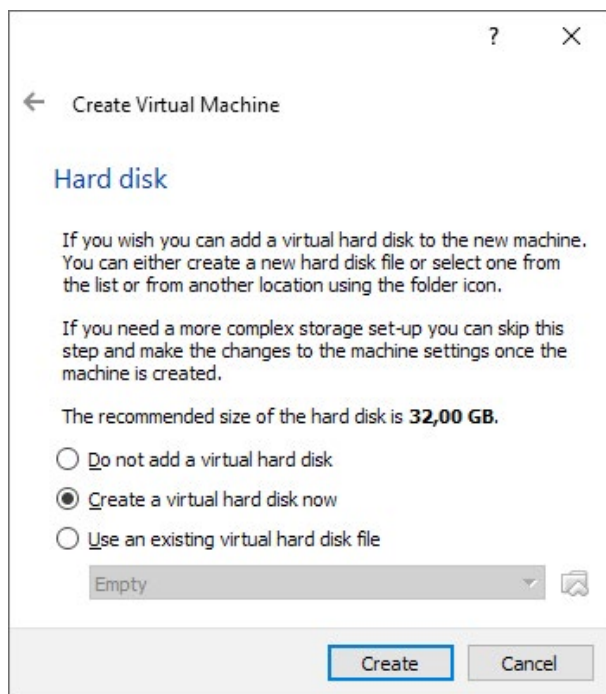 ?
Create Virtual Machine
Hard disk
If you wish you can add a virtual hard disk to the new machine.
You can either create a new hard disk file or select one from
the list or from another location using the folder icon.
If you need a more complex storage set-up you can skip this
step and make the changes to the machine settings once the
machine is created.
The recommended size of the hard disk is 32,00 GB.
Do not add a virtual hard disk
Create a virtual hard disk now
Use an existing virtual hard disk file
Empty
Create Cancel